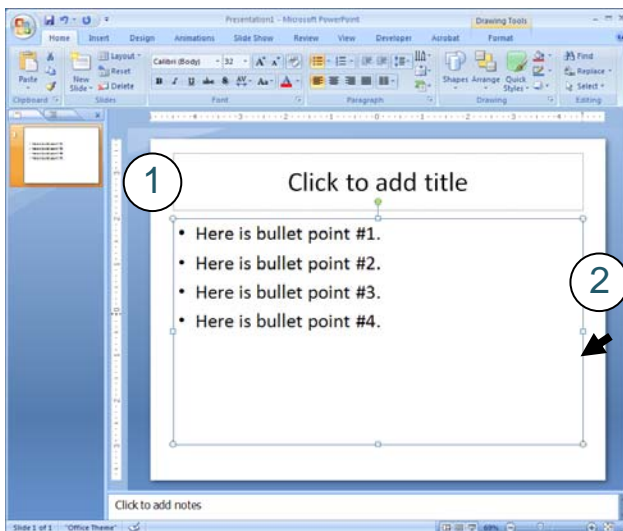 Presentation1 - Microsoft PowerPoint
Drawing Tools
Home Insert Design Animations Slide Show Review View Developer Acrobat Format
Paste
New Slide
Layout
Reset
Delete
Calibri (Body) 32
Shapes Arrange Quick Styles
Find
Replace
Select
Clipboard Slides Font Paragraph Drawing Editing
1
Click to add title
• Here is bullet point #1.
• Here is bullet point #2.
• Here is bullet point #3.
• Here is bullet point #4.
2
Click to add notes
Slide 1 of 1 "Office Theme" 69%